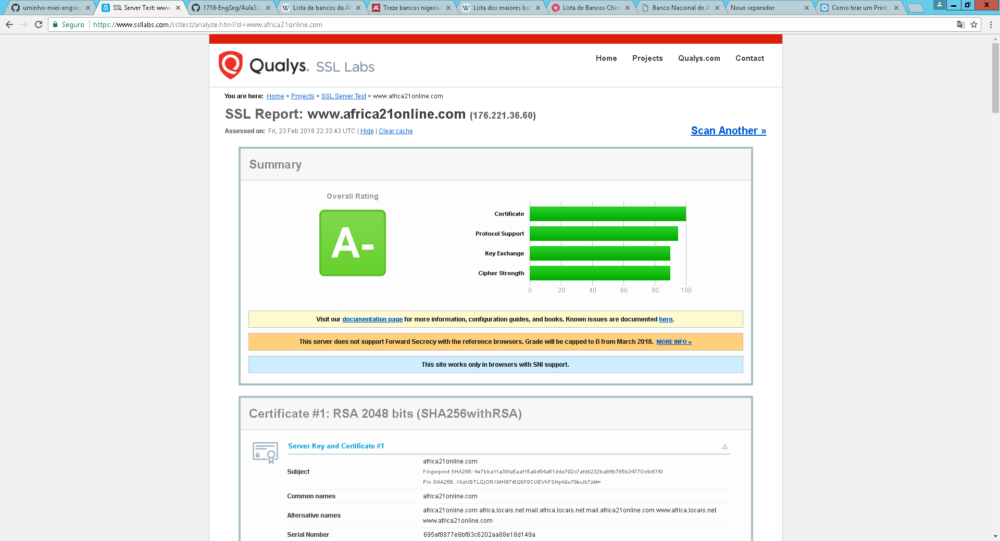 uminho-miei-engseg
SSL Server Test: www
1718-EngSeg/Aula3.2
Lista de bancos da Áf
Treze bancos nigeria
Lista dos maiores ba
Lista de Bancos Chin
Banco Nacional de A
Novo separador
Como tirar um Print
Seguro
https://www.ssllabs.com/ssltest/analyze.html?d=www.africa21online.com
Qualys. SSL Labs
Home Projects Qualys.com Contact
You are here: Home > Projects > SSL Server Test > www.africa21online.com
SSL Report: www.africa21online.com (176.221.36.60)
Assessed on: Fri, 23 Feb 2018 22:33:43 UTC | Hide | Clear cache
Scan Another »
Summary
Overall Rating
A-
Certificate
Protocol Support
Key Exchange
Cipher Strength
0 20 40 60 80 100
Visit our documentation page for more information, configuration guides, and books. Known issues are documented here.
This server does not support Forward Secrecy with the reference browsers. Grade will be capped to B from March 2018. MORE INFO »
This site works only in browsers with SNI support.
Certificate #1: RSA 2048 bits (SHA256withRSA)
Server Key and Certificate #1
Subject
africa21online.com
Fingerprint SHA256: 4e7bba11a38fa5aaf15a9d54a61dde792c7afdb232ba8ffb785b24770c4c57f0
Pin SHA256: XhzVBTLQjORXMHB7r6Q8F8CUEVhFSHph9u78kxJb7zM=
Common names africa21online.com
Alternative names
africa21online.com africa.locais.net mail.africa.locais.net mail.africa21online.com www.africa.locais.net
www.africa21online.com
Serial Number 695af8877e8bf83c6202aa88e18d149a